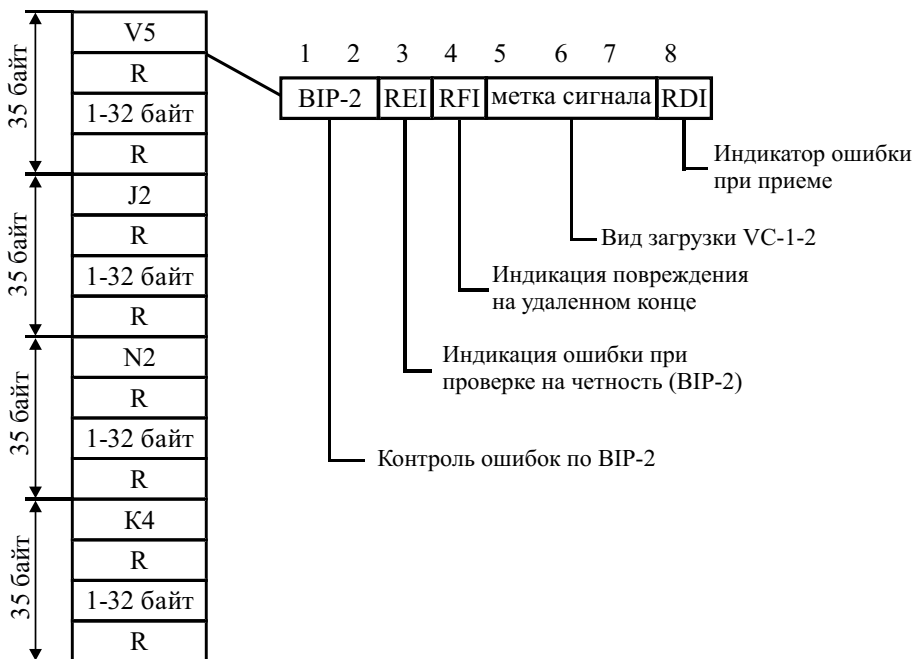 V5
R
1-32 байт
R
35 байт
J2
R
1-32 байт
R
35 байт
N2
R
1-32 байт
R
35 байт
К4
R
1-32 байт
R
35 байт
1 2 3 4 5 6 7 8
BIP-2 REI RFI метка сигнала RDI
Индикатор ошибки
при приеме
Вид загрузки VC-1-2
Индикация повреждения
на удаленном конце
Индикация ошибки при
проверке на четность (BIP-2)
Контроль ошибок по BIP-2